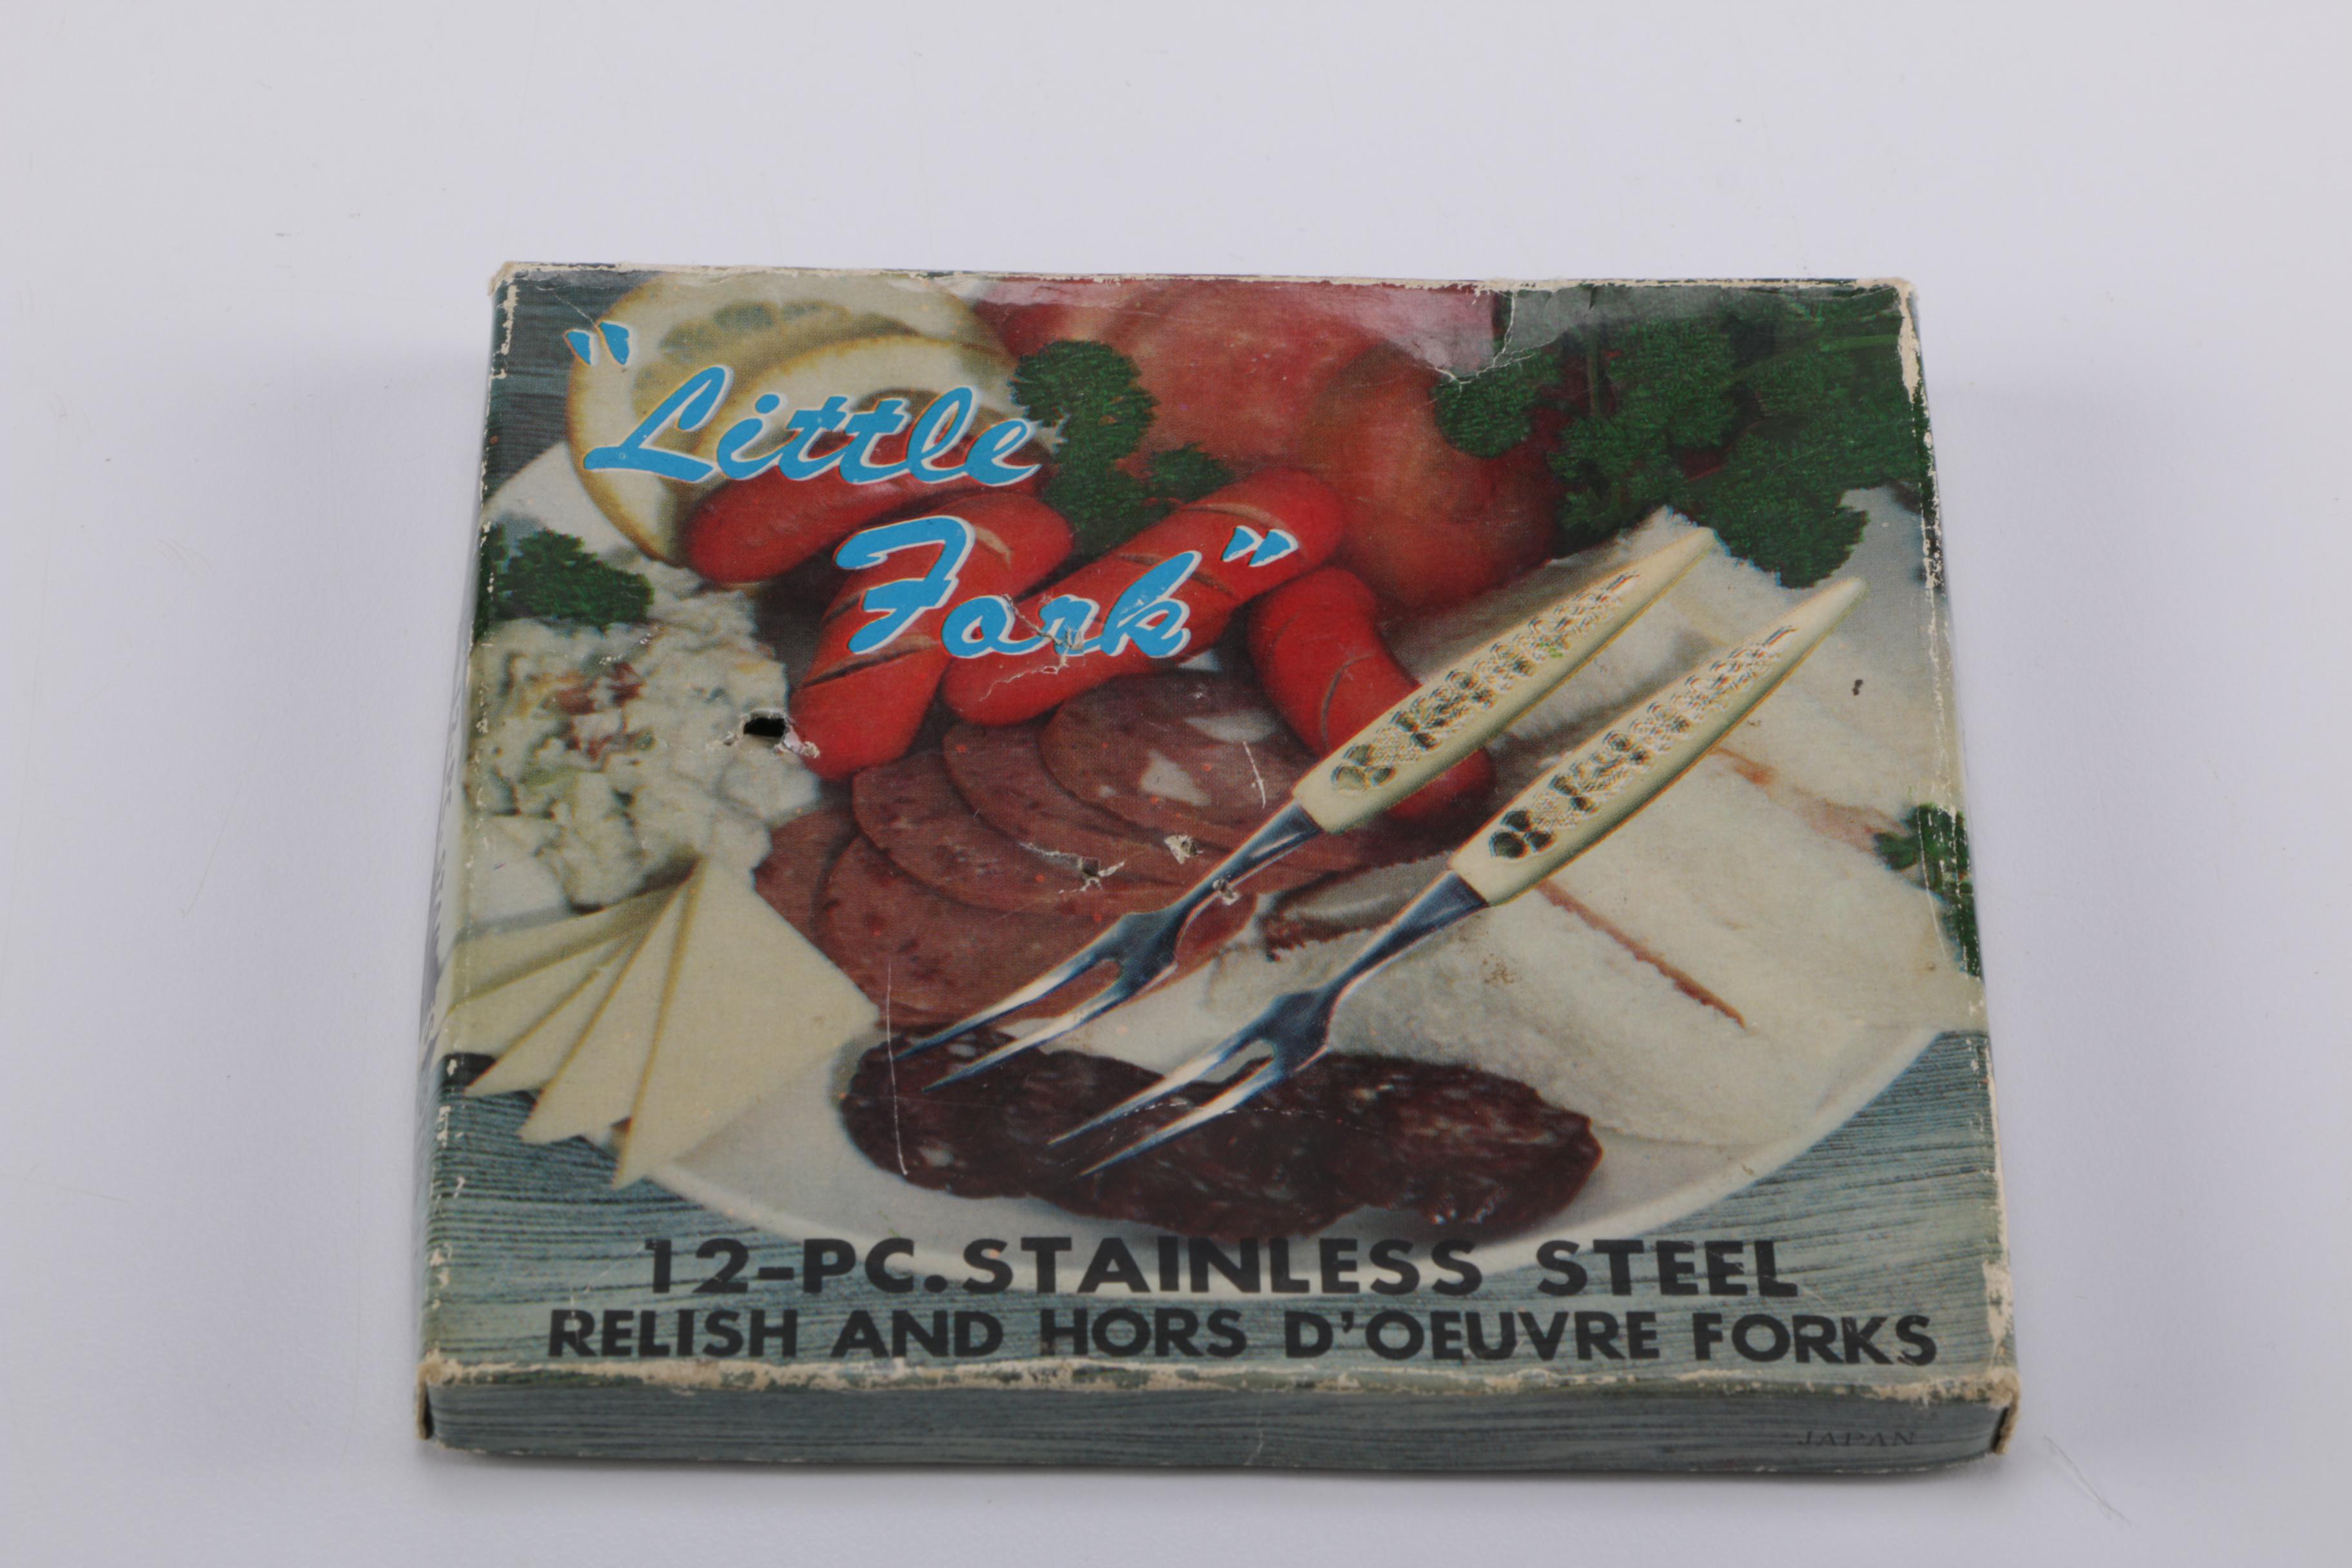 "Little
Fork"
12-PC. STAINLESS STEEL
RELISH AND HORS D'OEUVRE FORKS
JAPAN